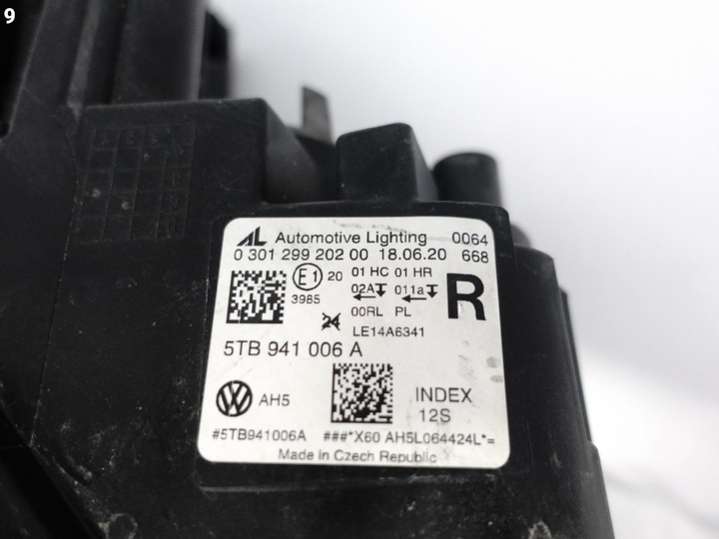 9
AL Automotive Lighting 0064
0 301 299 202 00 18.06.20 668
E1 20 01 HC 01 HR
3985 02A 011a R
24 00RL PL
LE14A6341
5TB 941 006 A
VW AH5 INDEX
12S
#5TB941006A ###*X60 AH5L064424L*=
Made in Czech Republic